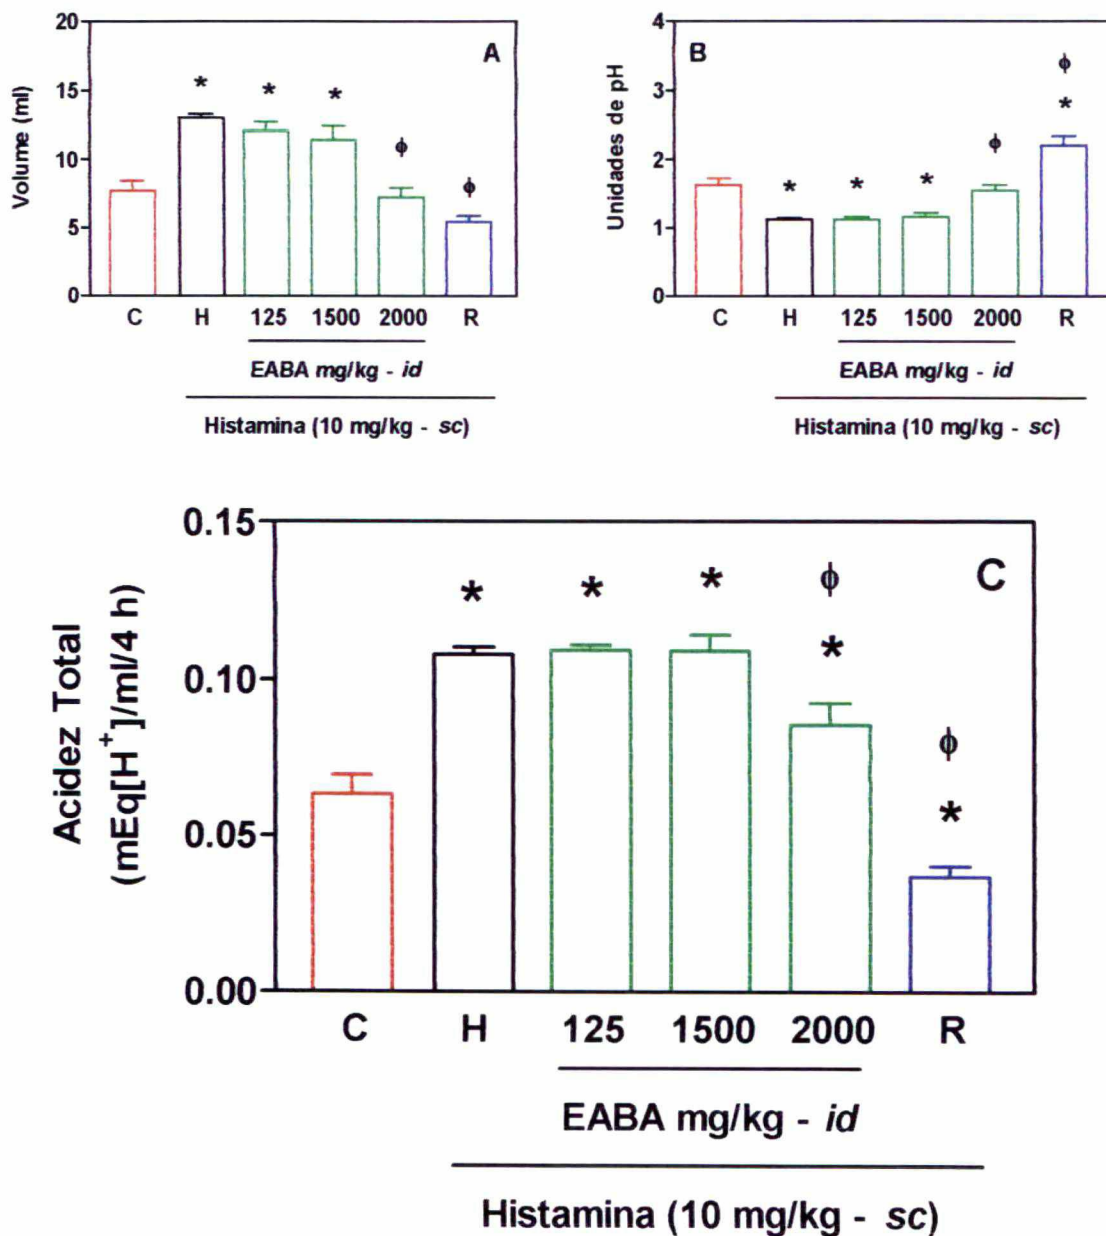 20
15
10
5
0
Volume (ml)
A
* * * ϕ ϕ
C H 125 1500 2000 R
EABA mg/kg - id
Histamina (10 mg/kg - sc)
4
3
2
1
0
Unidades de pH
B
* * * ϕ ϕ *
C H 125 1500 2000 R
EABA mg/kg - id
Histamina (10 mg/kg - sc)
0.15
0.10
0.05
0.00
Acidez Total
(mEq[H⁺]/ml/4 h)
C
* * * ϕ * ϕ *
C H 125 1500 2000 R
EABA mg/kg - id
Histamina (10 mg/kg - sc)